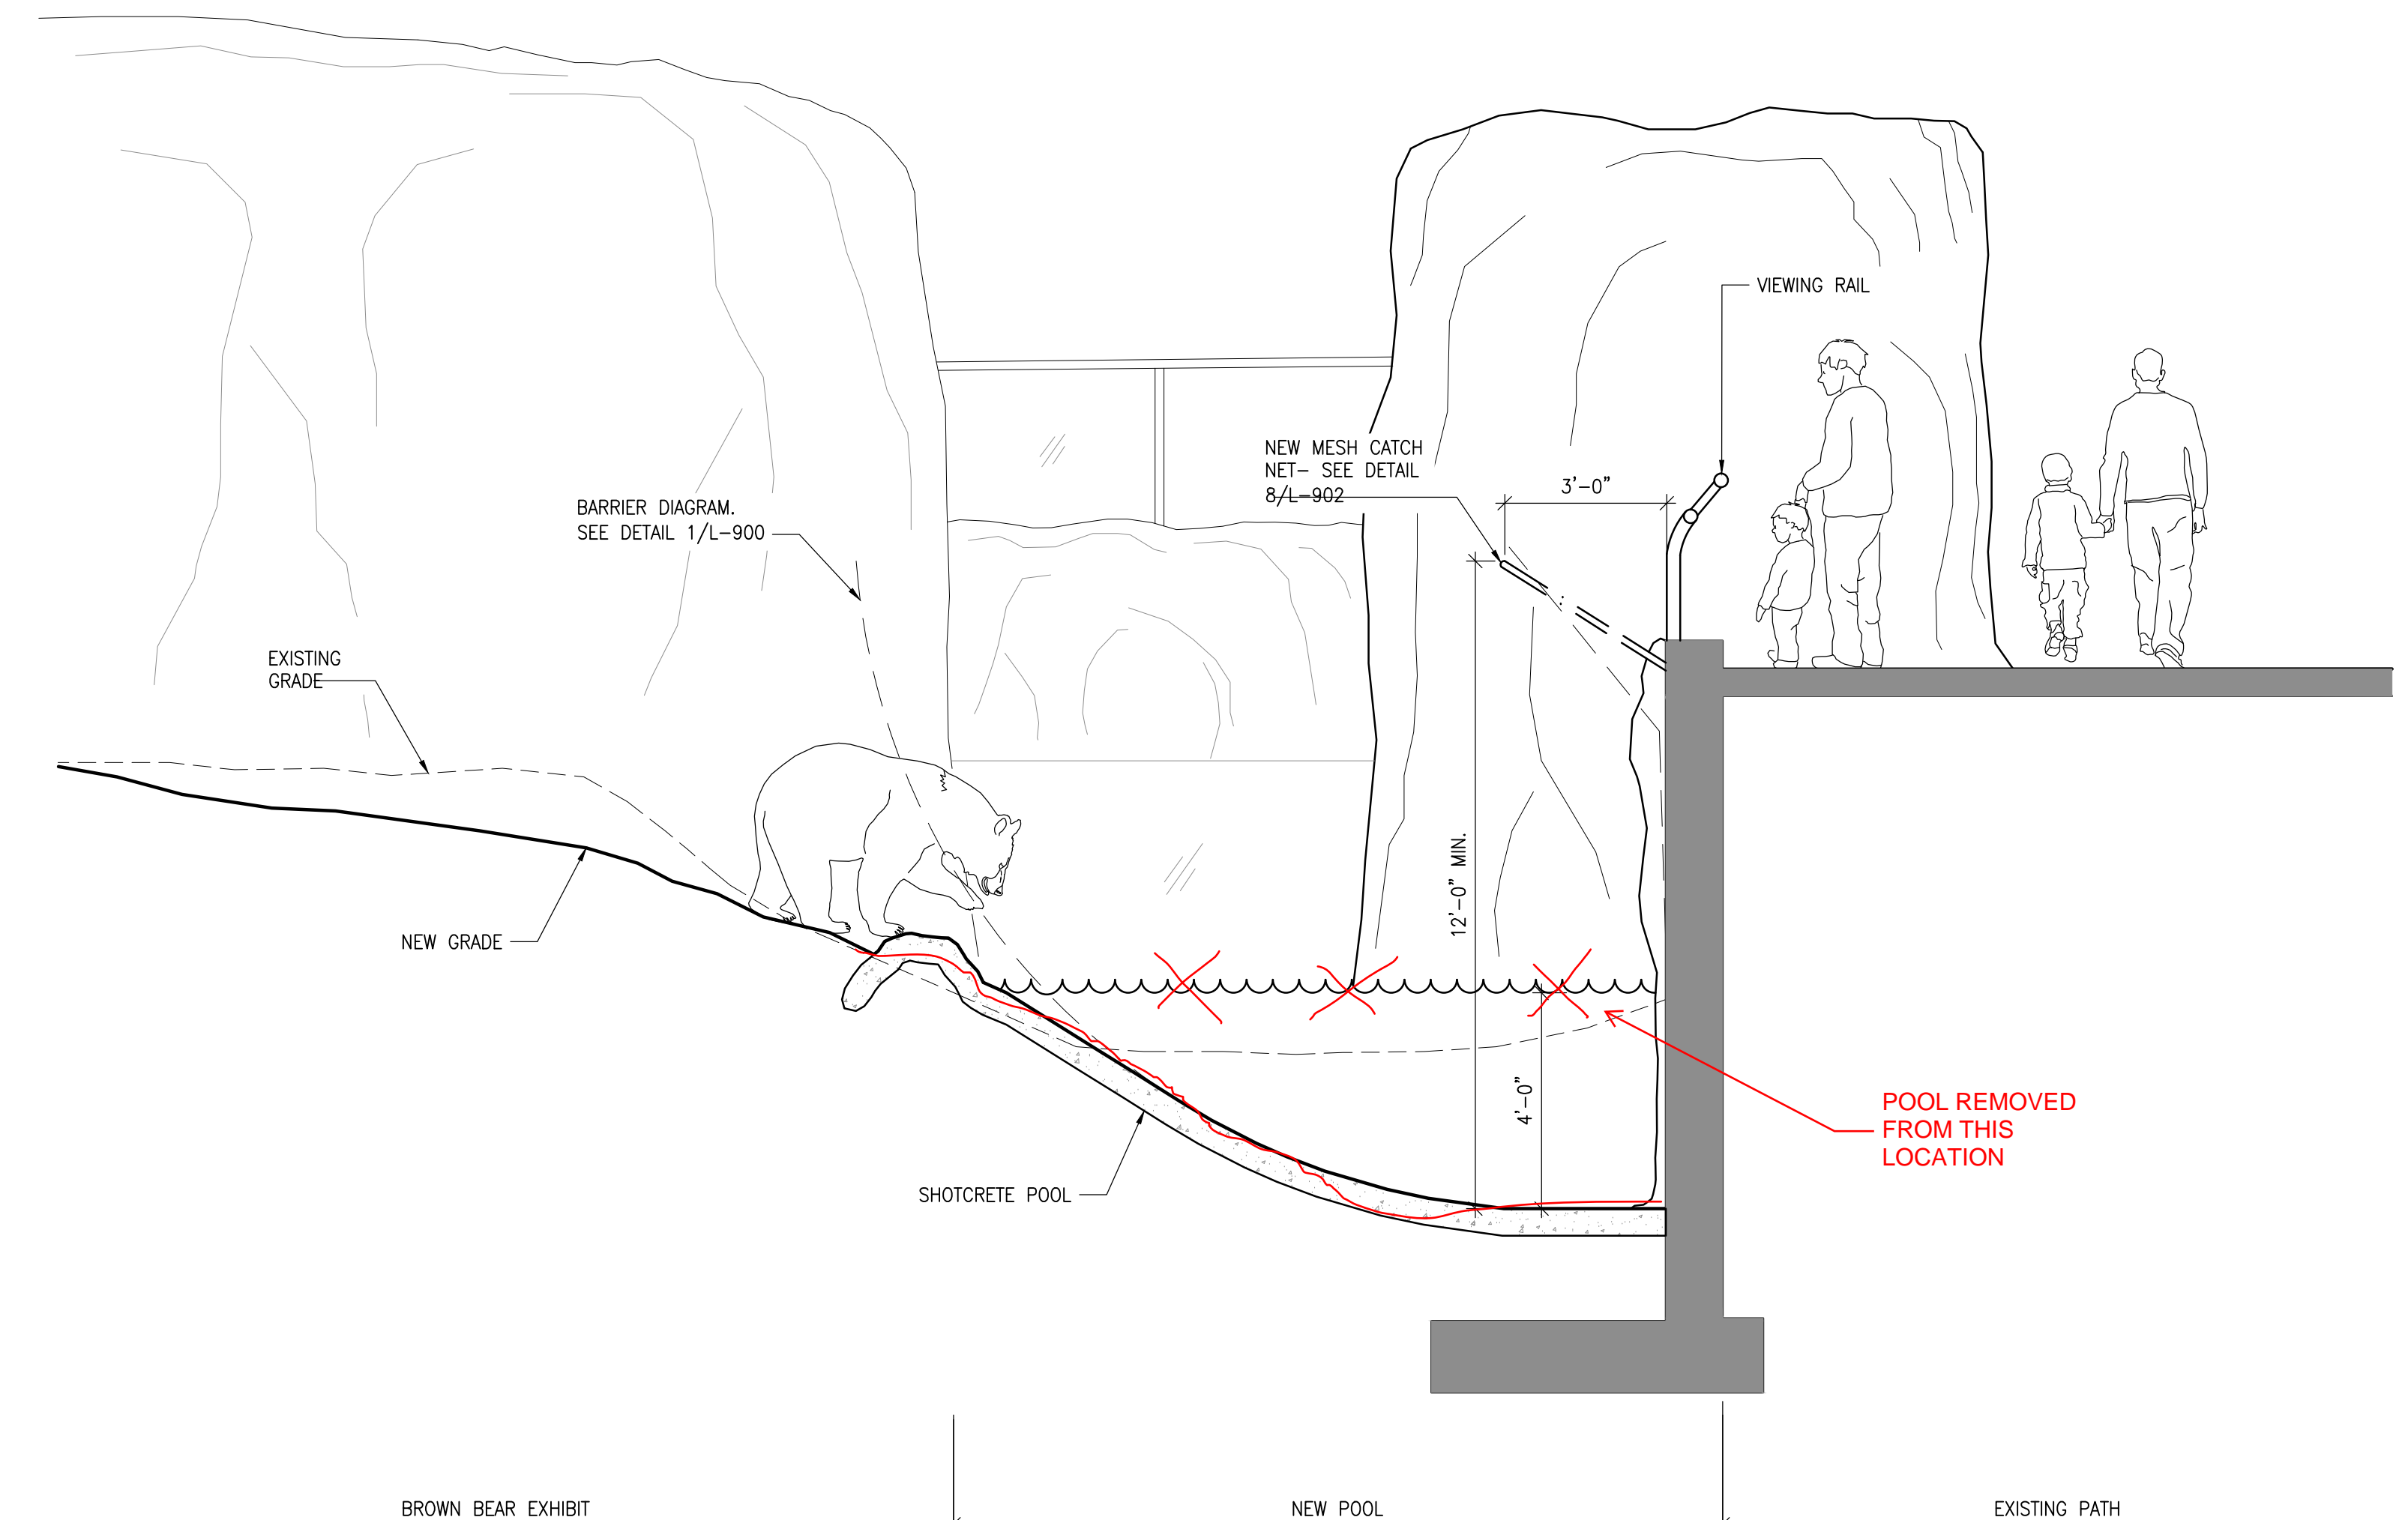 VIEWING RAIL
NEW MESH CATCH
NET- SEE DETAIL
8/L-902
3'-0"
BARRIER DIAGRAM.
SEE DETAIL 1/L-900
EXISTING
GRADE
12'-0" MIN.
NEW GRADE
4'-0"
POOL REMOVED
FROM THIS
LOCATION
SHOTCRETE POOL
BROWN BEAR EXHIBIT
NEW POOL
EXISTING PATH